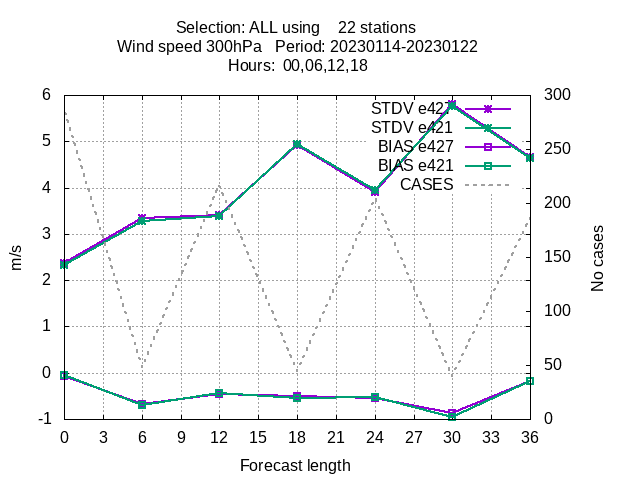 Selection: ALL using    22 stations
Wind speed 300hPa   Period: 20230114-20230122
Hours:  00,06,12,18
STDV e427
STDV e421
BIAS e427
BIAS e421
CASES
6
5
4
3
2
1
0
-1
m/s
300
250
200
150
100
50
0
No cases
0 3 6 9 12 15 18 21 24 27 30 33 36
Forecast length